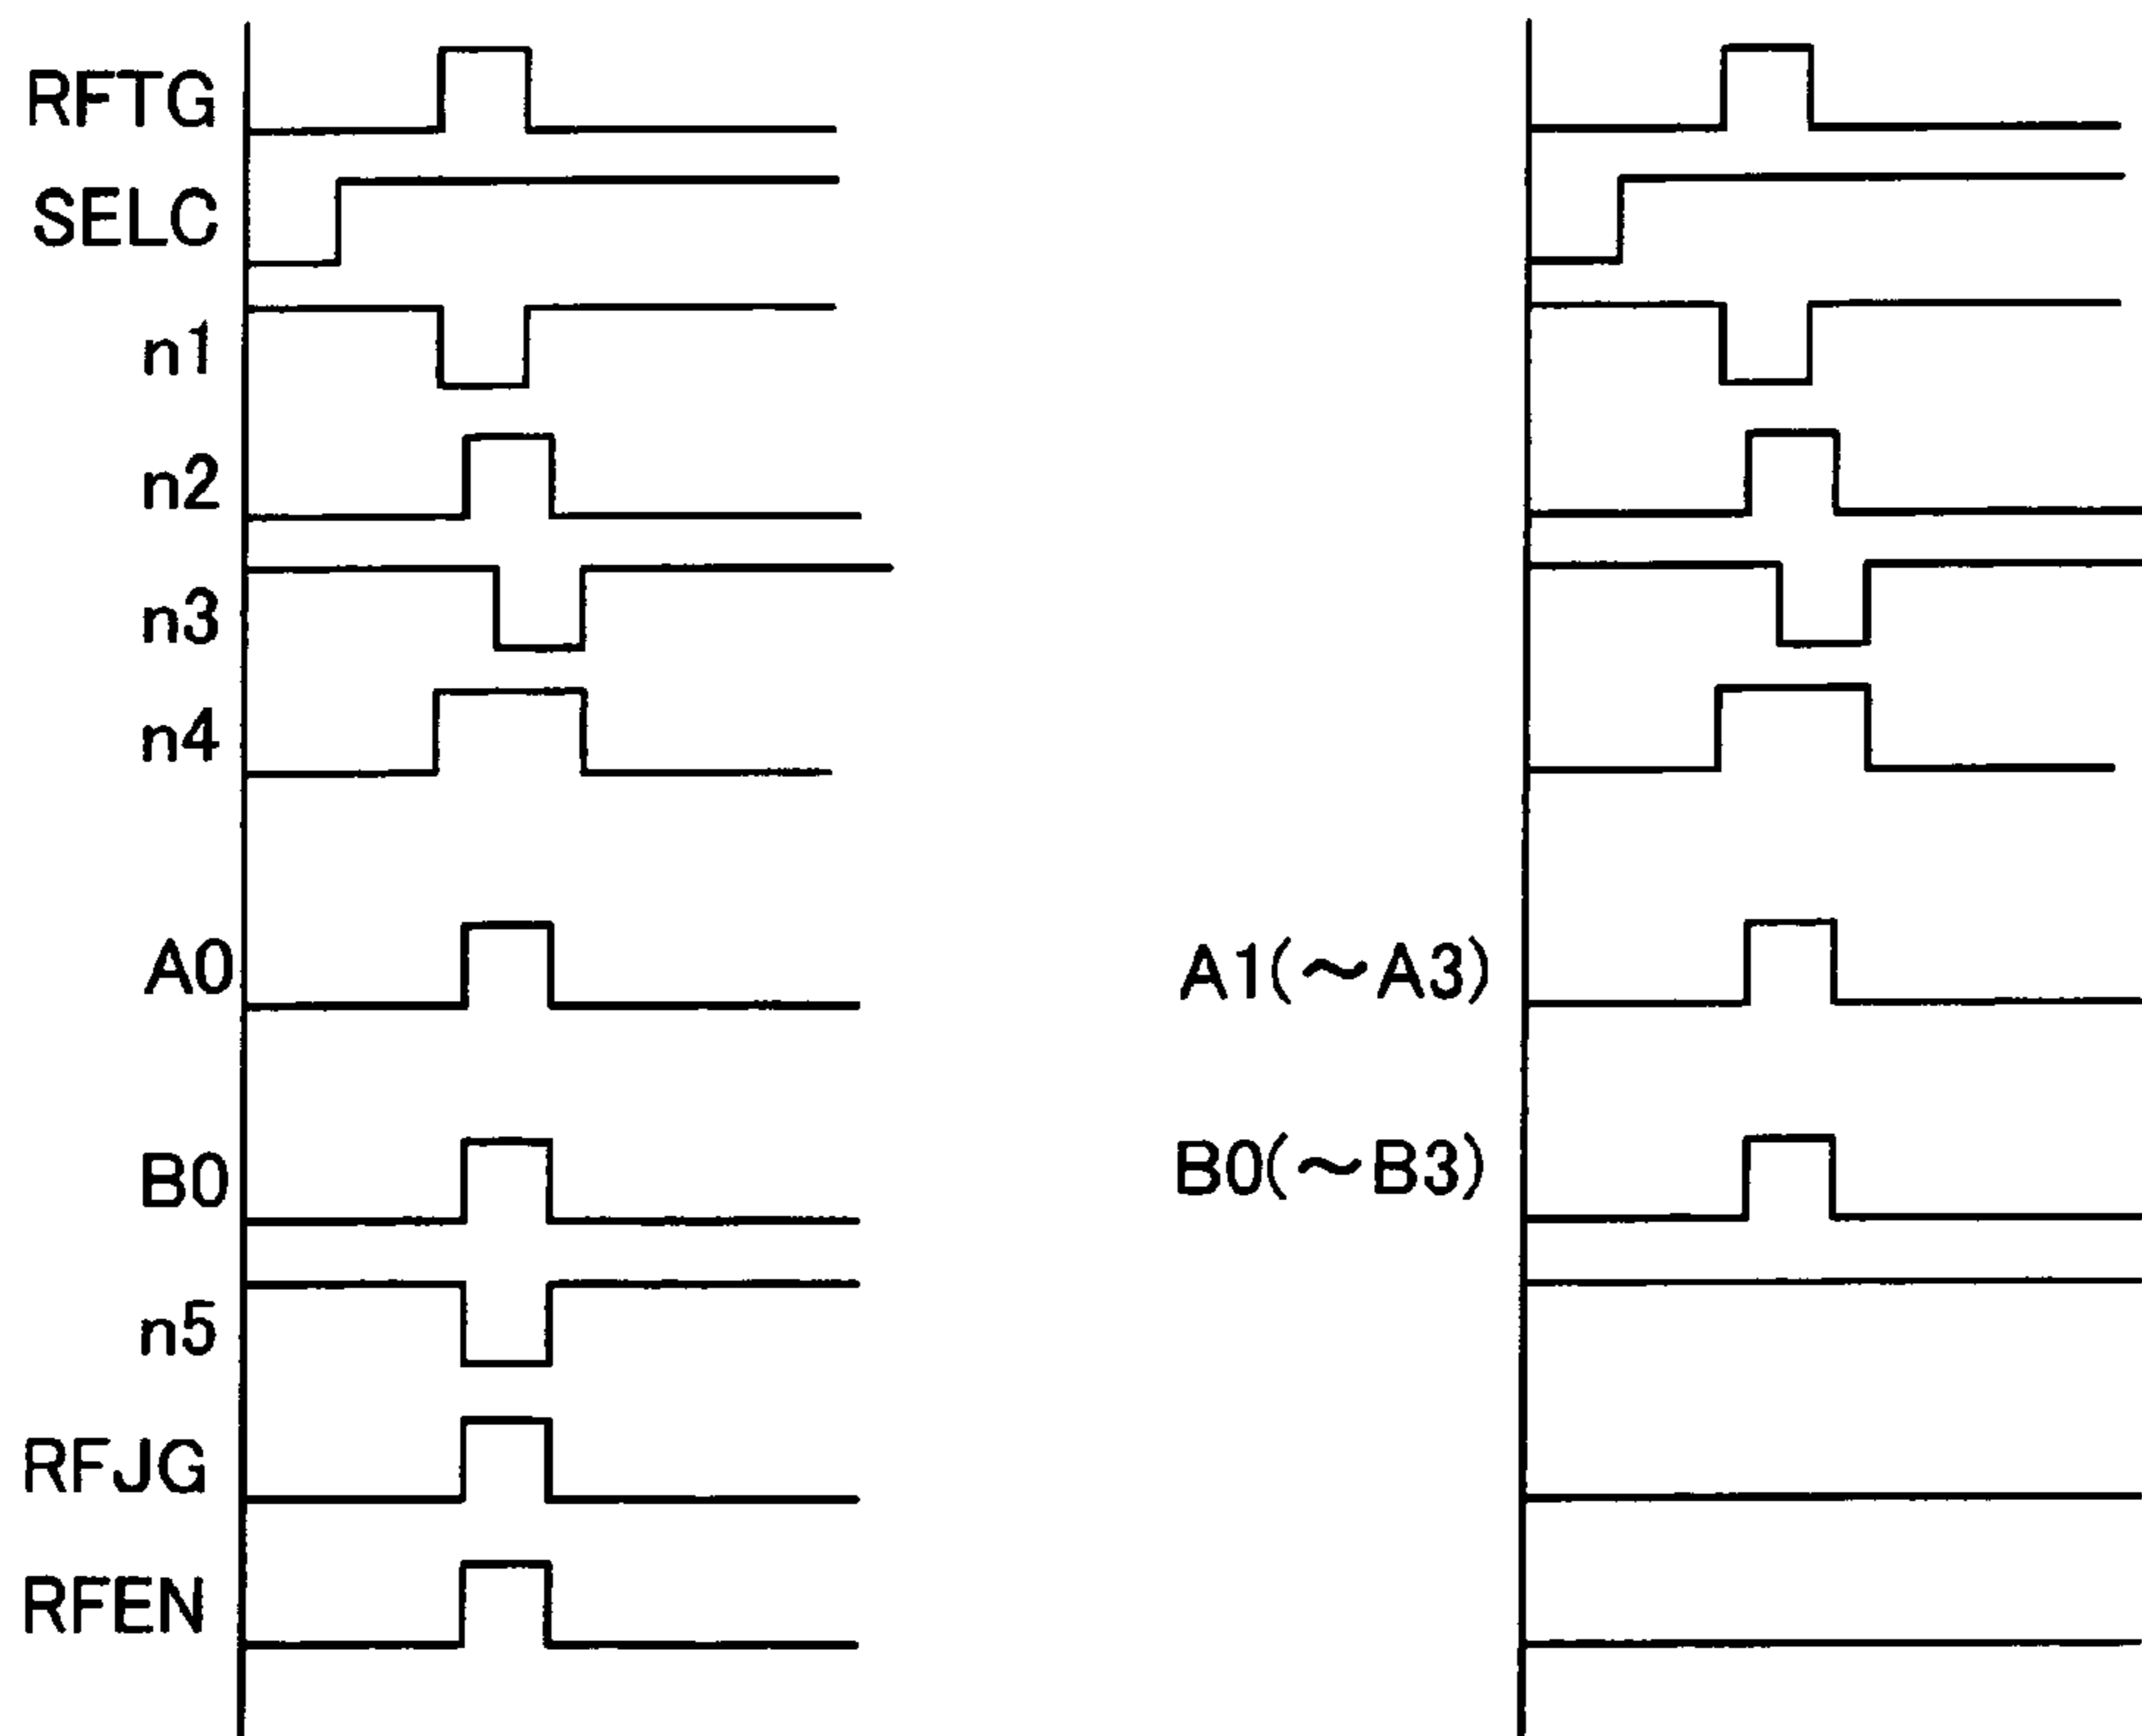 RFTG
SELC
n1
n2
n3
n4
A0
B0
n5
RFJG
RFEN
A1(～A3)
B0(～B3)